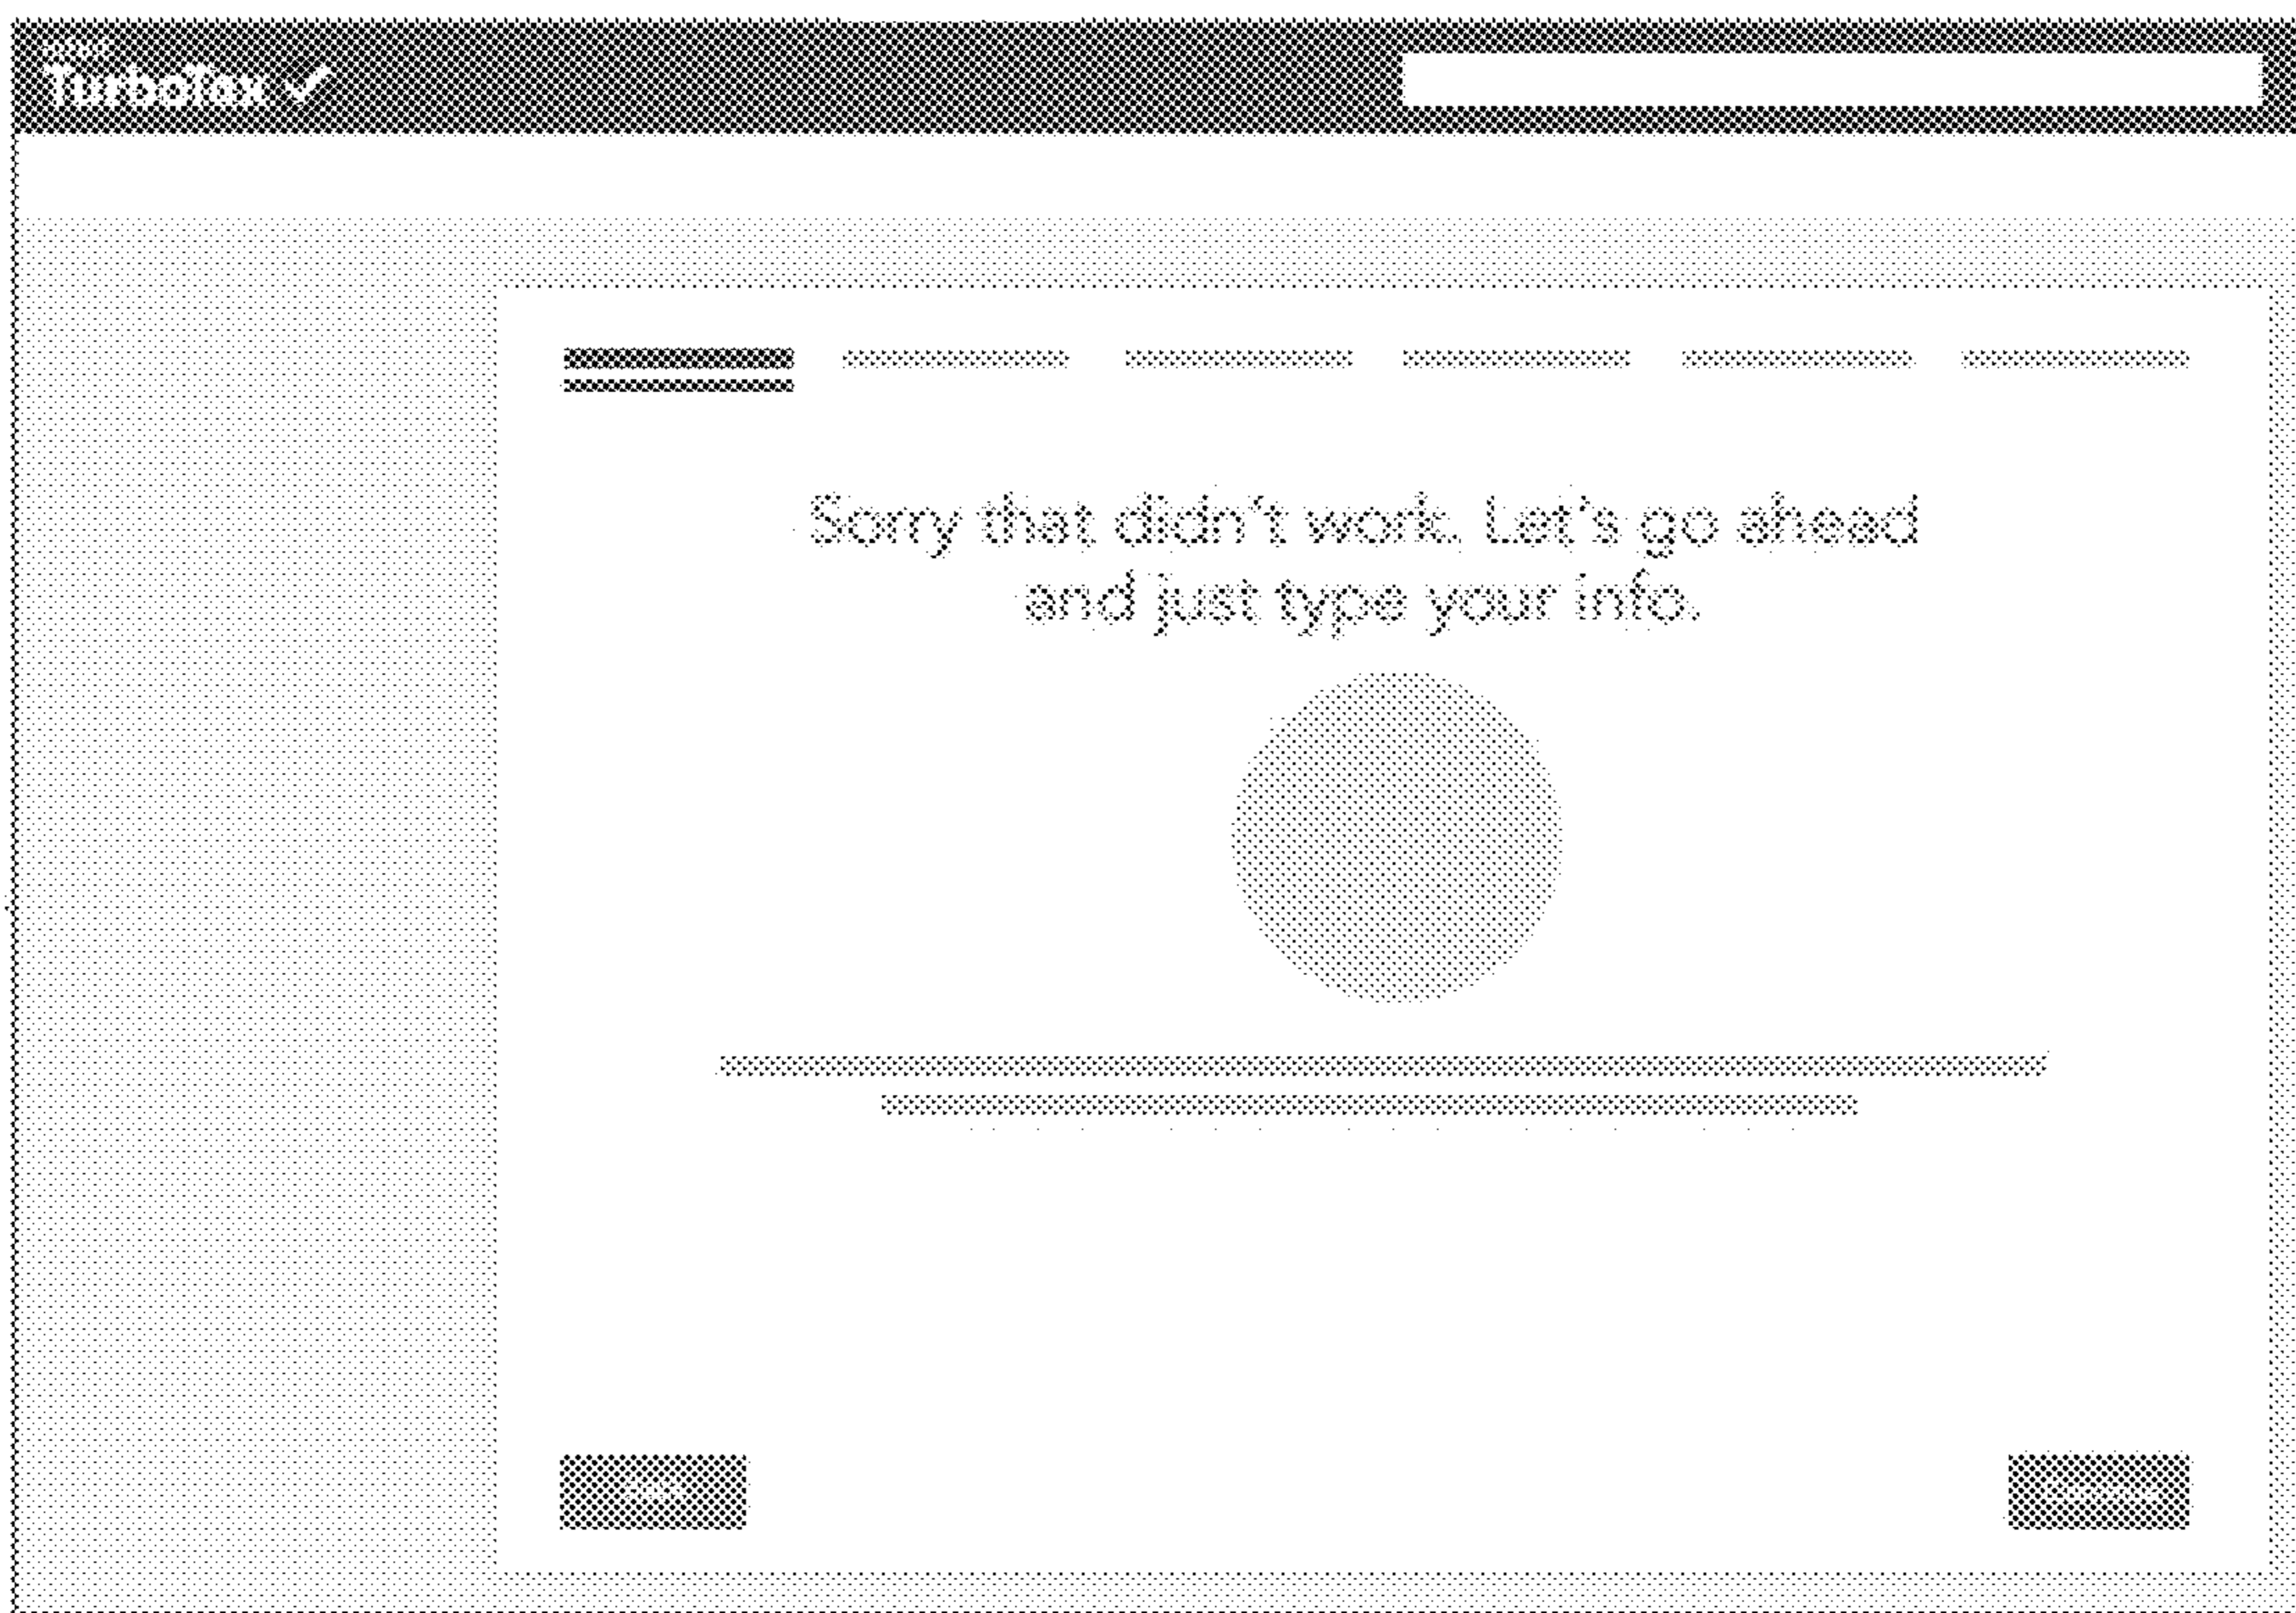 TurboTax
Sorry that didn't work. Let's go ahead
and just type your info.